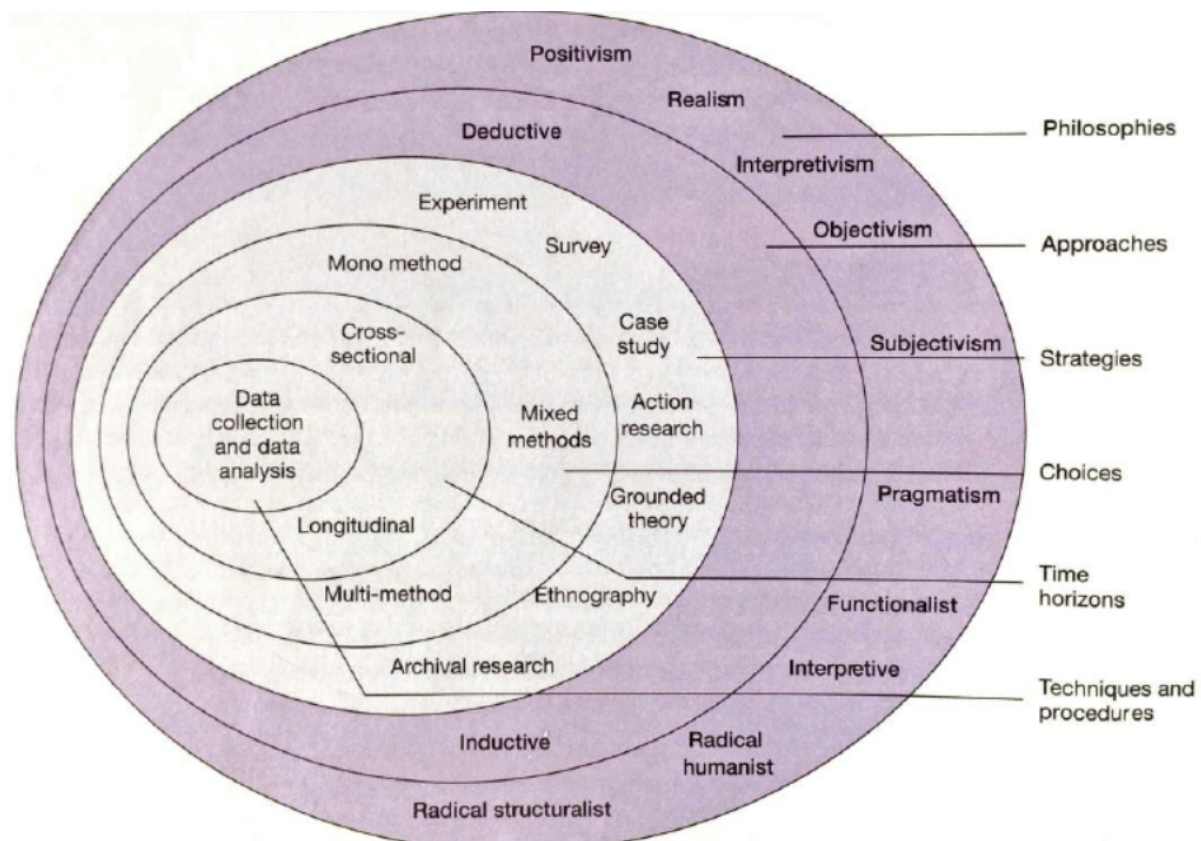 Positivism
Realism
Philosophies
Deductive
Interpretivism
Experiment
Objectivism
Survey
Approaches
Mono method
Case
study
Cross-
sectional
Subjectivism
Strategies
Data
collection
and data
analysis
Mixed
methods
Action
research
Choices
Grounded
theory
Pragmatism
Longitudinal
Time
horizons
Multi-method
Ethnography
Functionalist
Archival research
Interpretive
Techniques and
procedures
Inductive
Radical
humanist
Radical structuralist